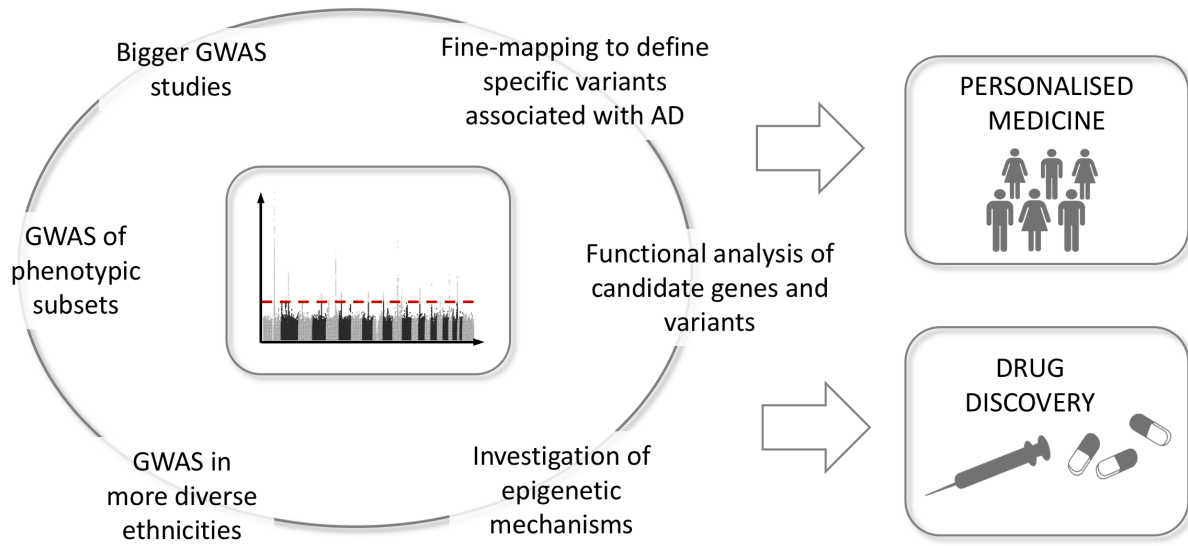 Bigger GWAS
studies
Fine-mapping to define
specific variants
associated with AD
GWAS of
phenotypic
subsets
Functional analysis of
candidate genes and
variants
GWAS in
more diverse
ethnicities
Investigation of
epigenetic
mechanisms
PERSONALISED
MEDICINE
DRUG
DISCOVERY